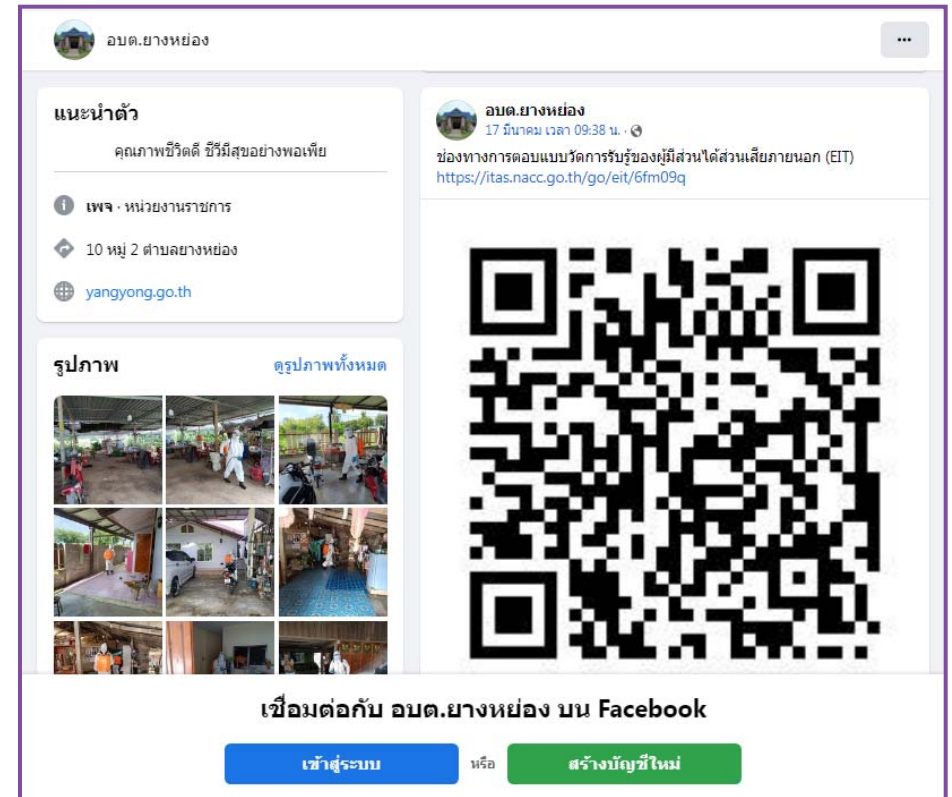 อบต.ยางหย่อง
แนะนำตัว
คุณภาพชีวิตดี ชีวีมีสุขอย่างพอเพีย
เพจ · หน่วยงานราชการ
10 หมู่ 2 ตำบลยางหย่อง
yangyong.go.th
รูปภาพ
ดูรูปภาพทั้งหมด
อบต.ยางหย่อง
17 มีนาคม เวลา 09:38 น. ·
ช่องทางการตอบแบบวัดการรับรู้ของผู้มีส่วนได้ส่วนเสียภายนอก (EIT)
https://itas.nacc.go.th/go/eit/6fm09q
เชื่อมต่อกับ อบต.ยางหย่อง บน Facebook
เข้าสู่ระบบ
หรือ
สร้างบัญชีใหม่